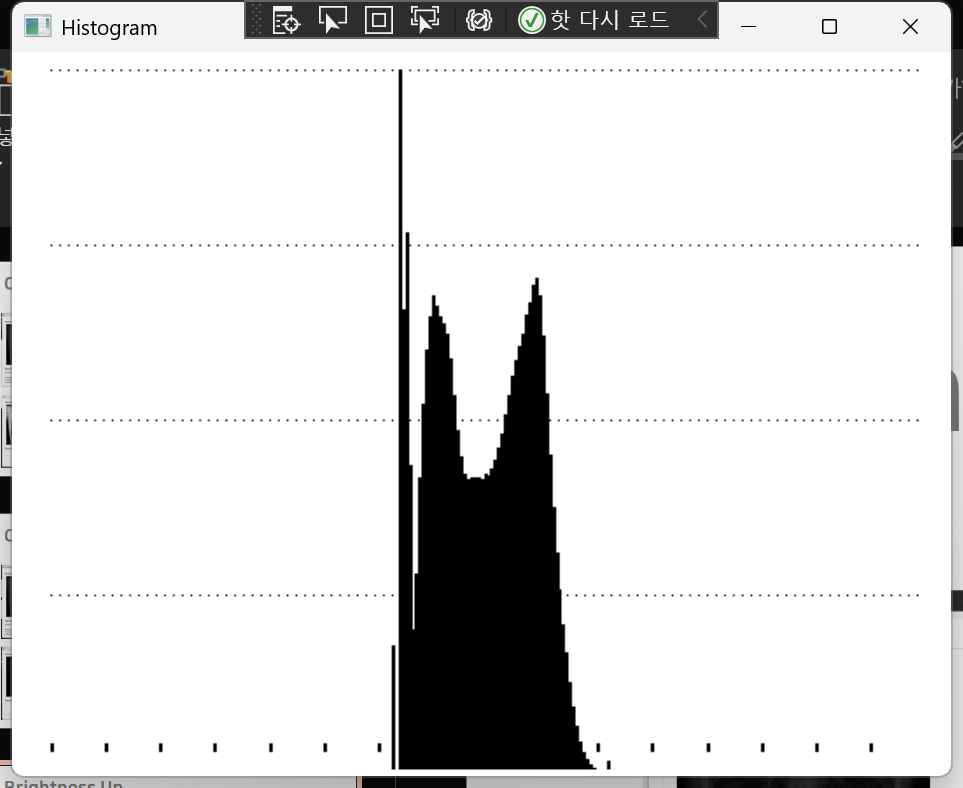 Histogram
핫 다시 로드
Brightness Up